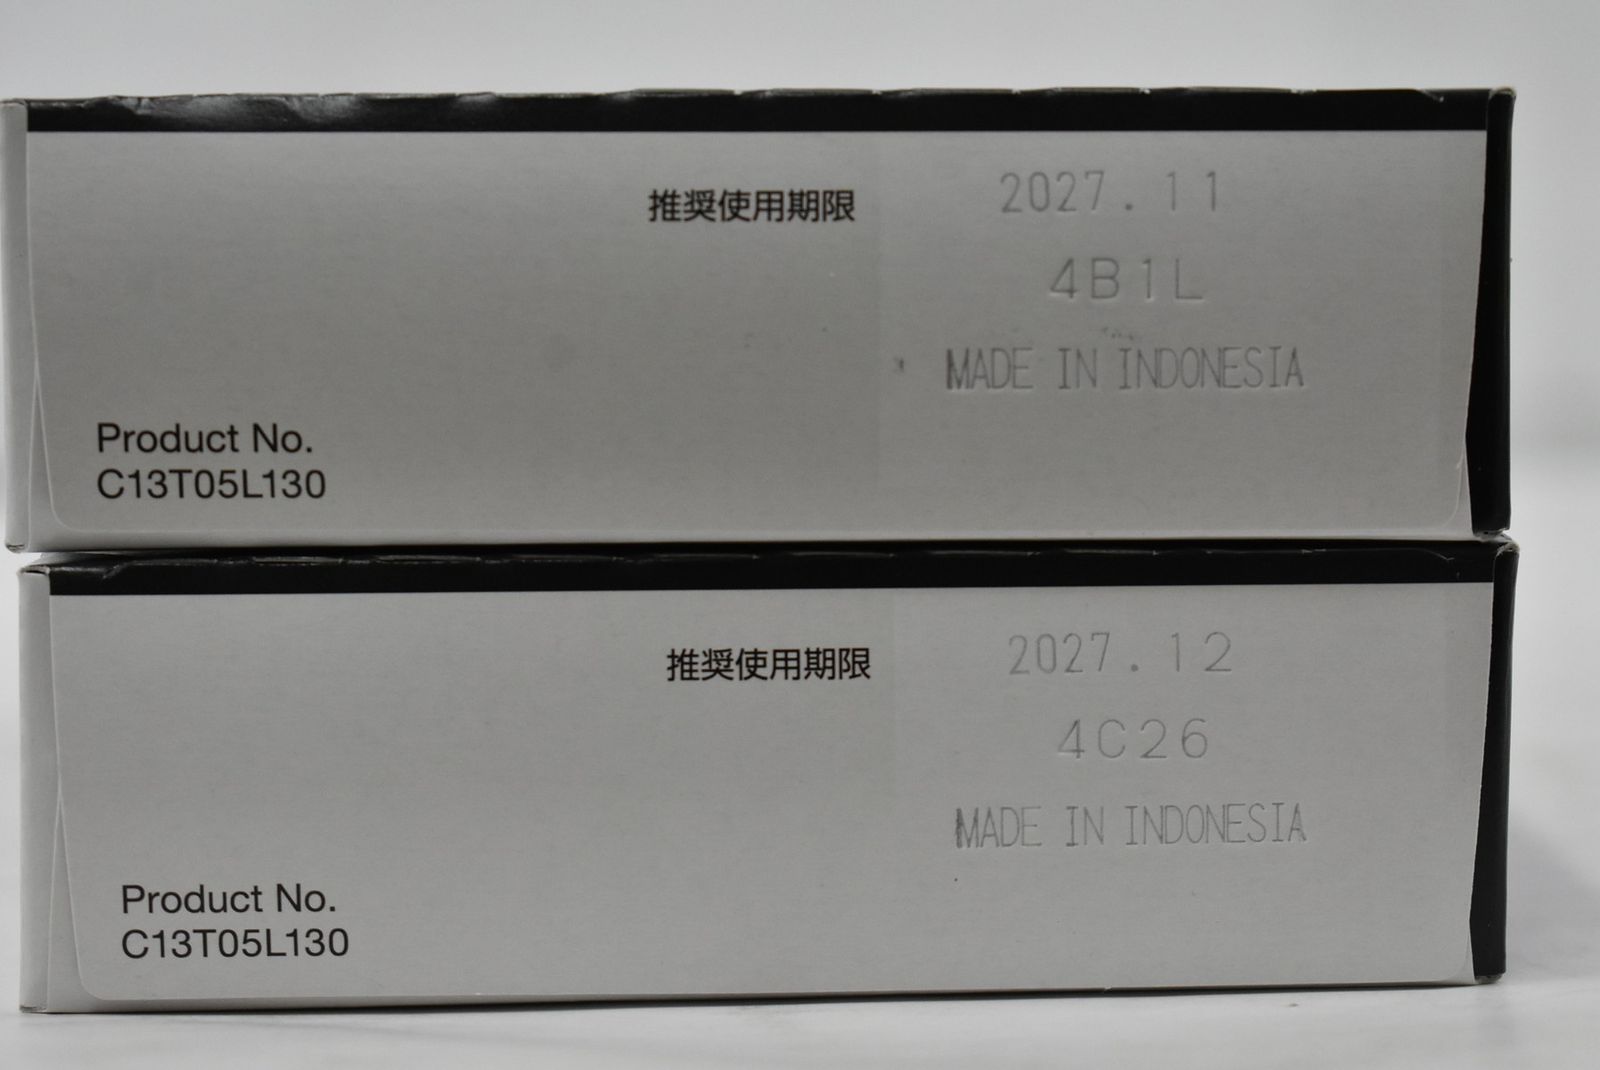 推奨使用期限 2027.11
4B1L
MADE IN INDONESIA
Product No.
C13T05L130
推奨使用期限 2027.12
4C26
MADE IN INDONESIA
Product No.
C13T05L130